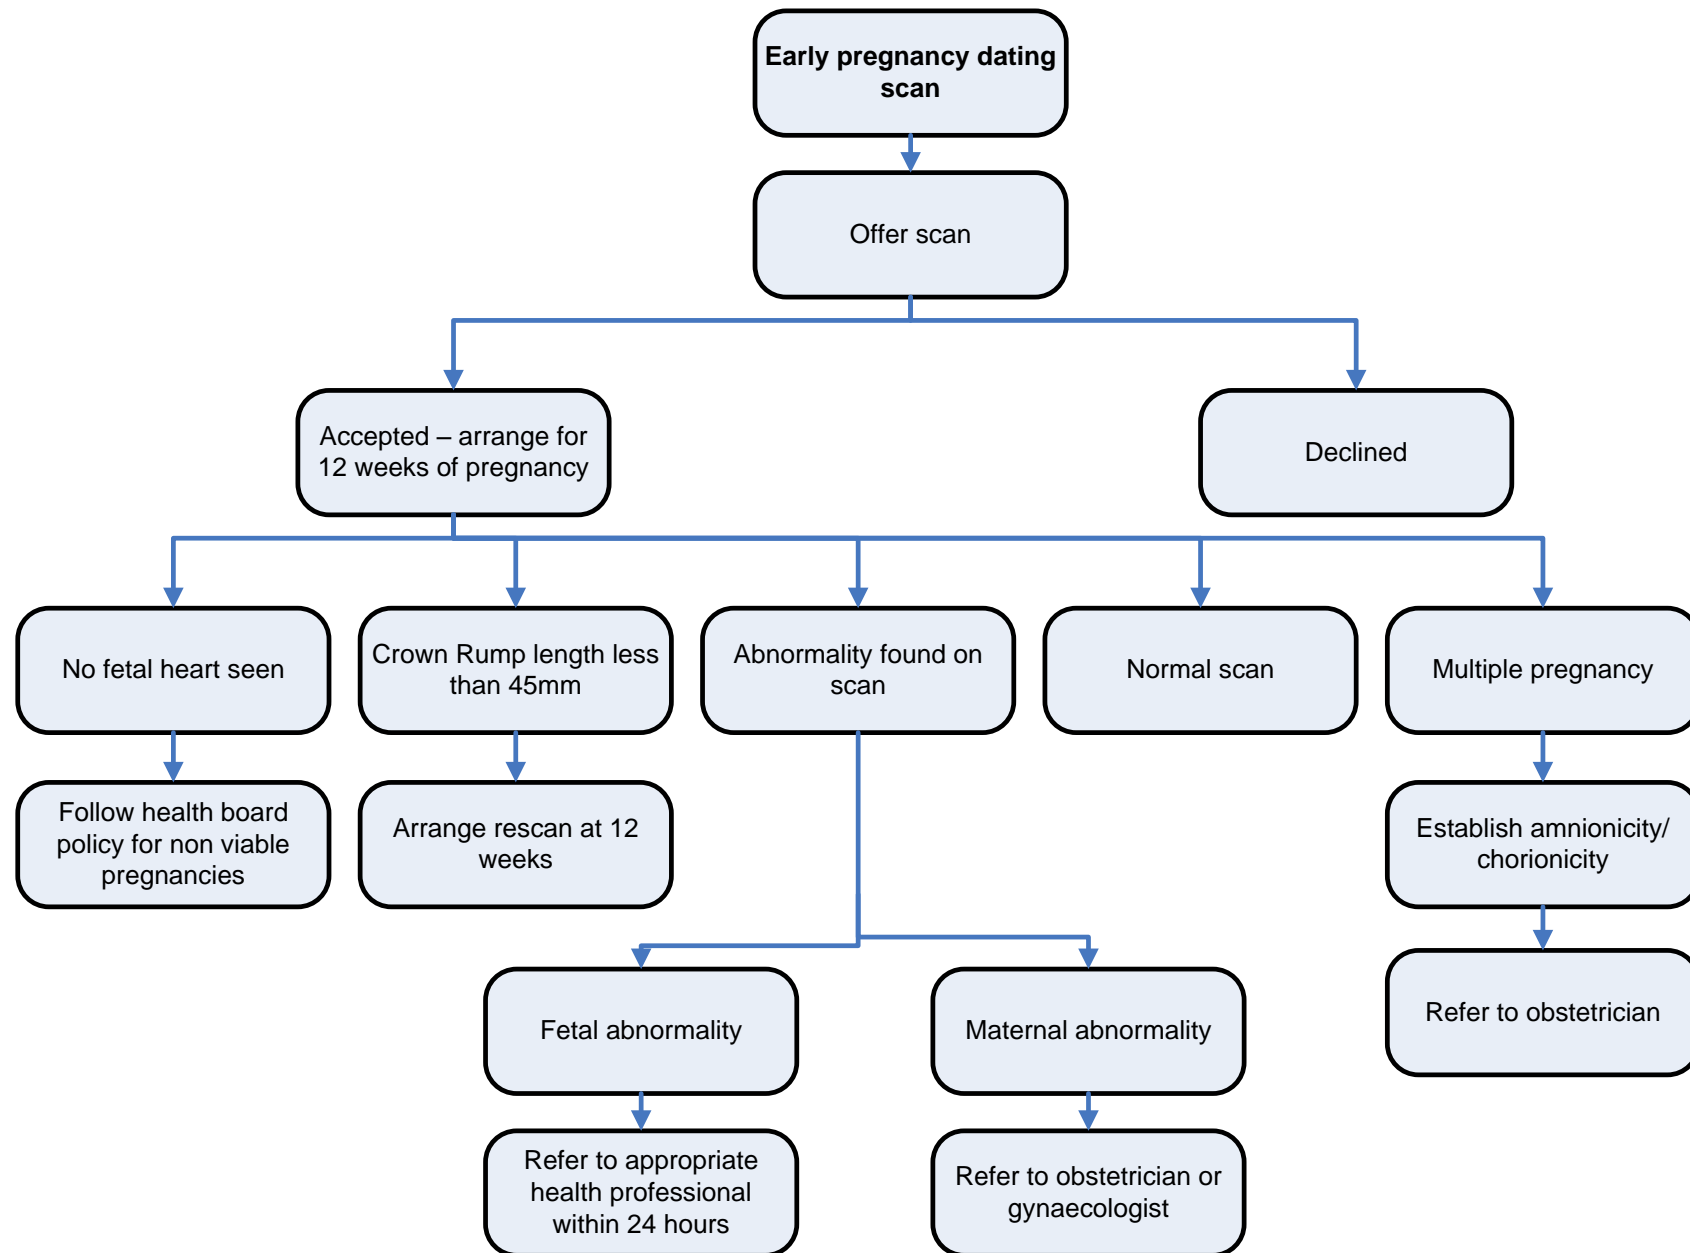 Early pregnancy dating
scan
Offer scan
Accepted – arrange for
12 weeks of pregnancy
Declined
No fetal heart seen
Crown Rump length less
than 45mm
Abnormality found on
scan
Normal scan
Multiple pregnancy
Follow health board
policy for non viable
pregnancies
Arrange rescan at 12
weeks
Establish amnionicity/
chorionicity
Fetal abnormality
Maternal abnormality
Refer to obstetrician
Refer to appropriate
health professional
within 24 hours
Refer to obstetrician or
gynaecologist